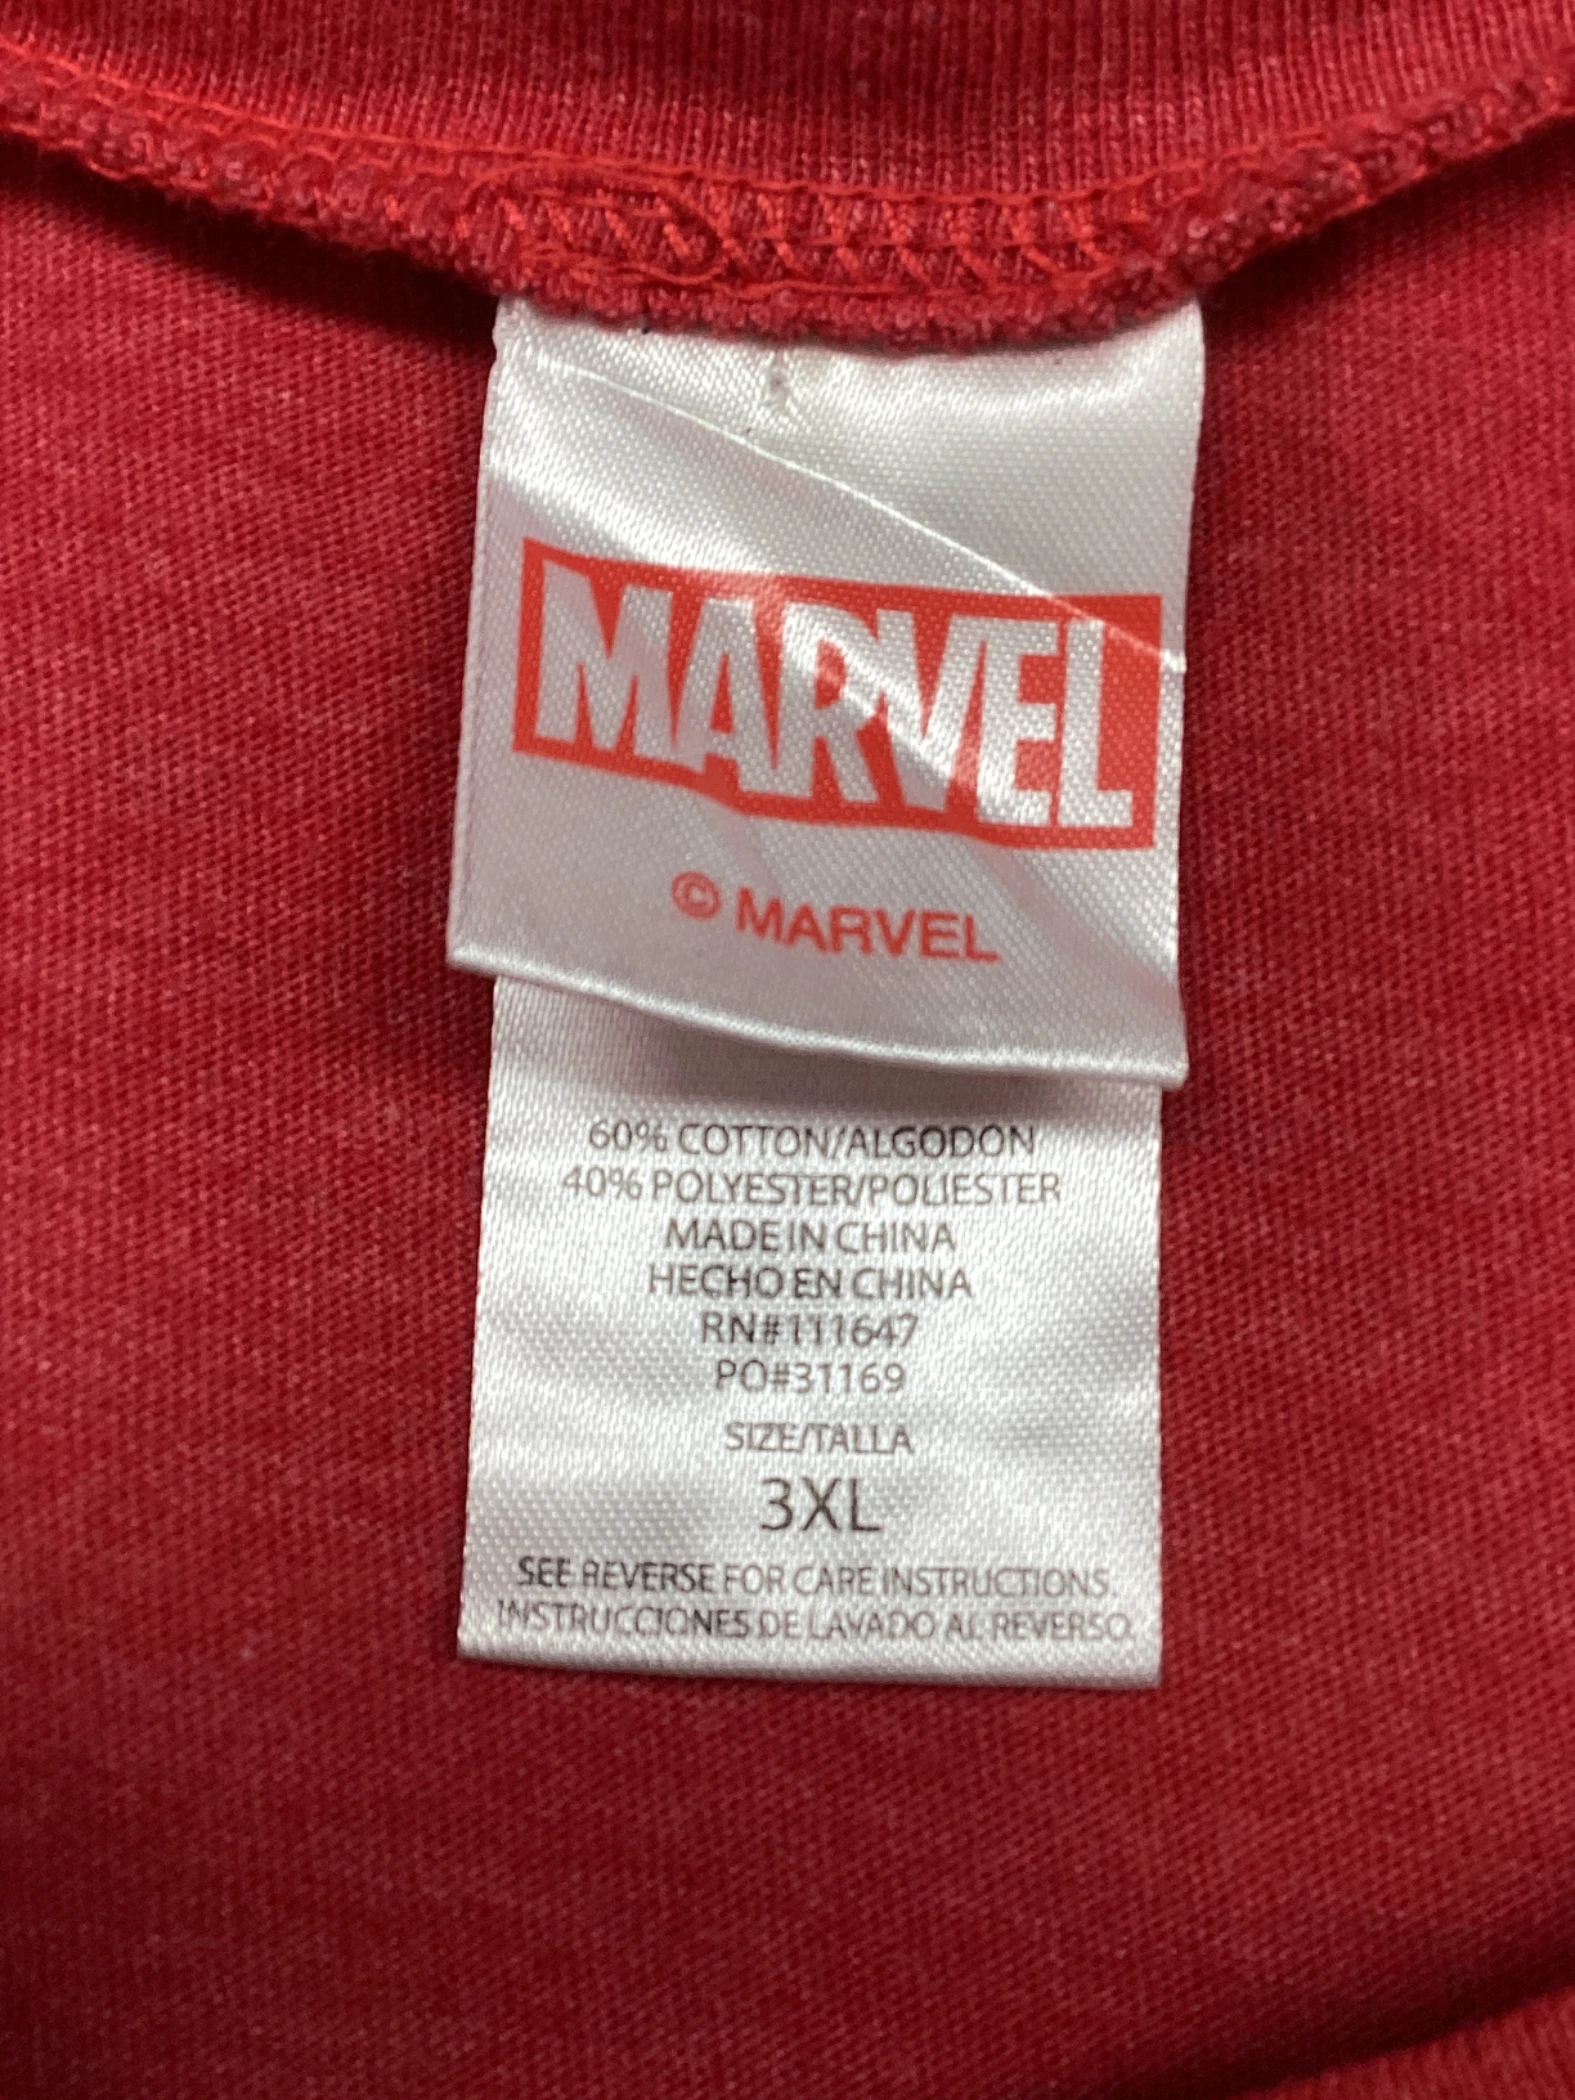 MARVEL
© MARVEL
60% COTTON/ALGODON
40% POLYESTER/POLIESTER
MADE IN CHINA
HECHO EN CHINA
RN#111647
PO#31169
SIZE/TALLA
3XL
SEE REVERSE FOR CARE INSTRUCTIONS.
INSTRUCCIONES DE LAVADO AL REVERSO.